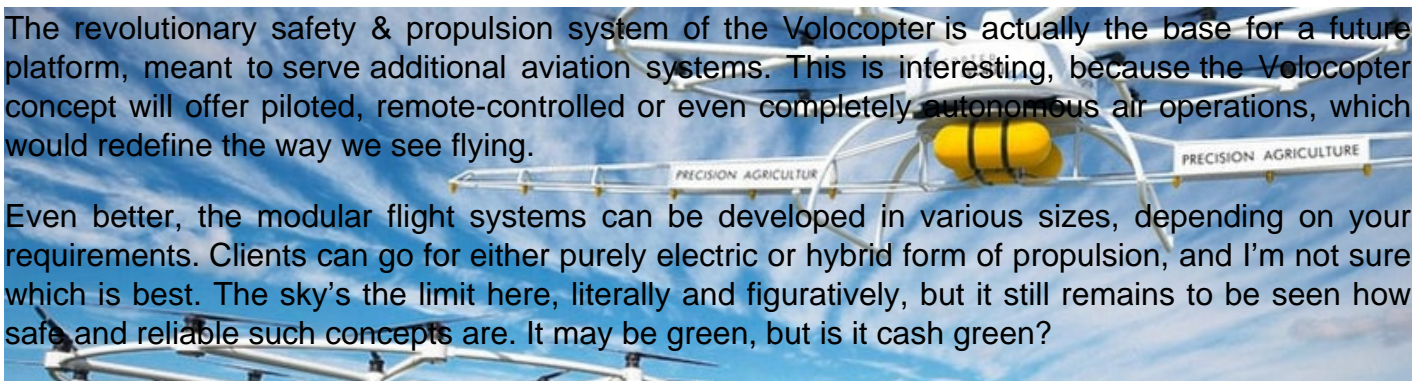 The revolutionary safety & propulsion system of the Volocopter is actually the base for a future
platform, meant to serve additional aviation systems. This is interesting, because the Volocopter
concept will offer piloted, remote-controlled or even completely autonomous air operations, which
would redefine the way we see flying.
PRECISION AGRICULTUR
PRECISION AGRICULTURE
Even better, the modular flight systems can be developed in various sizes, depending on your
requirements. Clients can go for either purely electric or hybrid form of propulsion, and I’m not sure
which is best. The sky’s the limit here, literally and figuratively, but it still remains to be seen how
safe and reliable such concepts are. It may be green, but is it cash green?